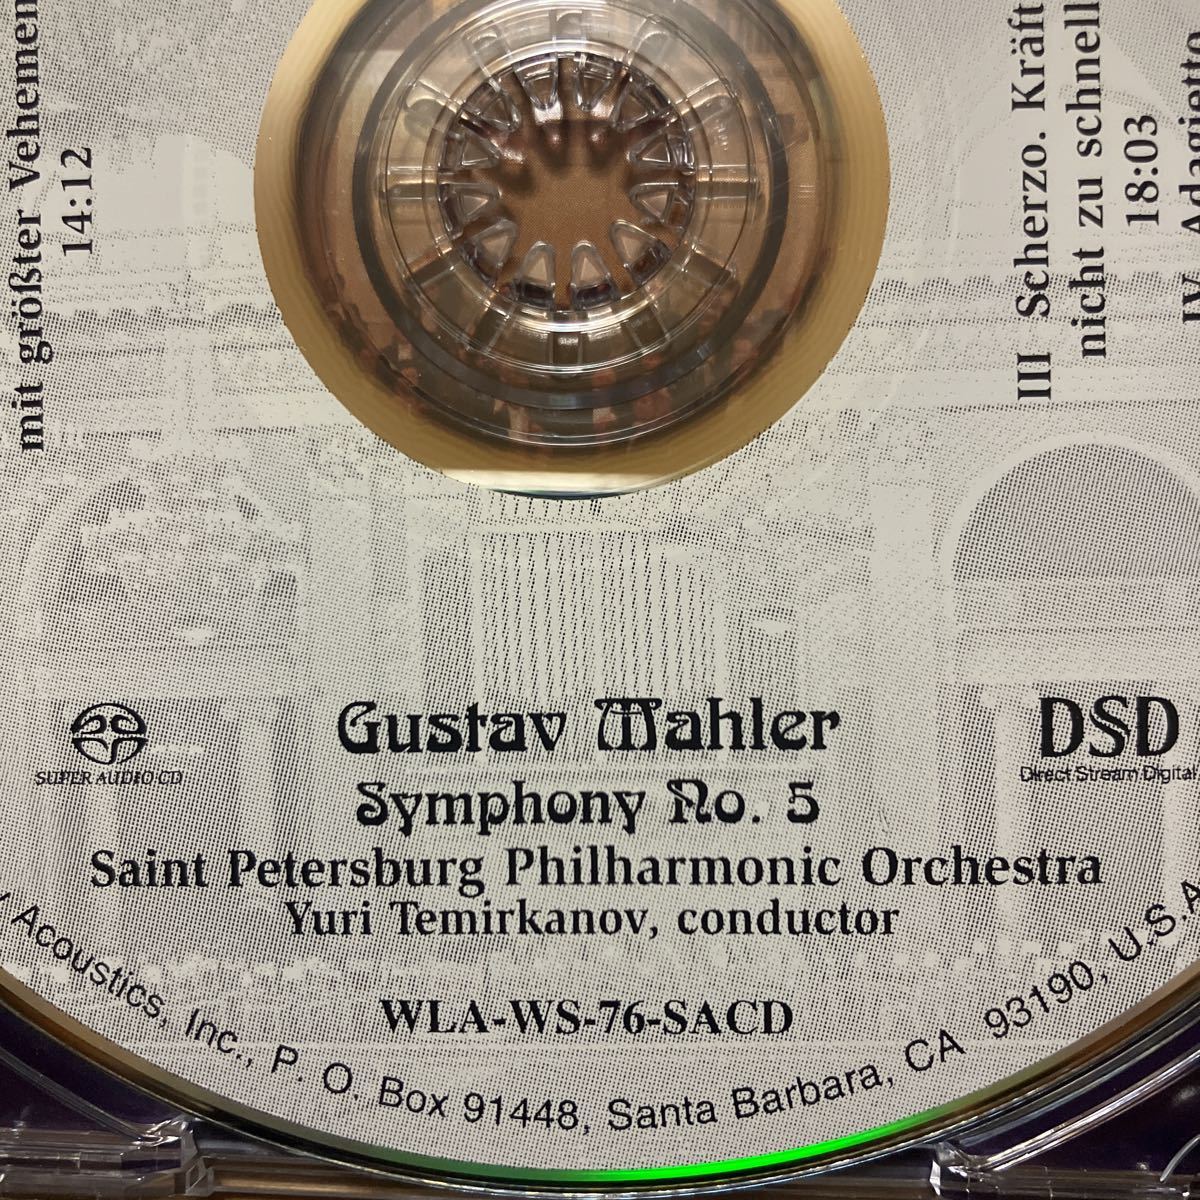 mit größter Vehemen
14:12
III Scherzo. Kräft
nicht zu schnell
18:03
IV Adagietto
Gustav Mahler
Symphony No. 5
Saint Petersburg Philharmonic Orchestra
Yuri Temirkanov, conductor
WLA-WS-76-SACD
SUPER AUDIO CD
DSD
Direct Stream Digital
Acoustics, Inc., P. O. Box 91448, Santa Barbara, CA 93190, U.S.A